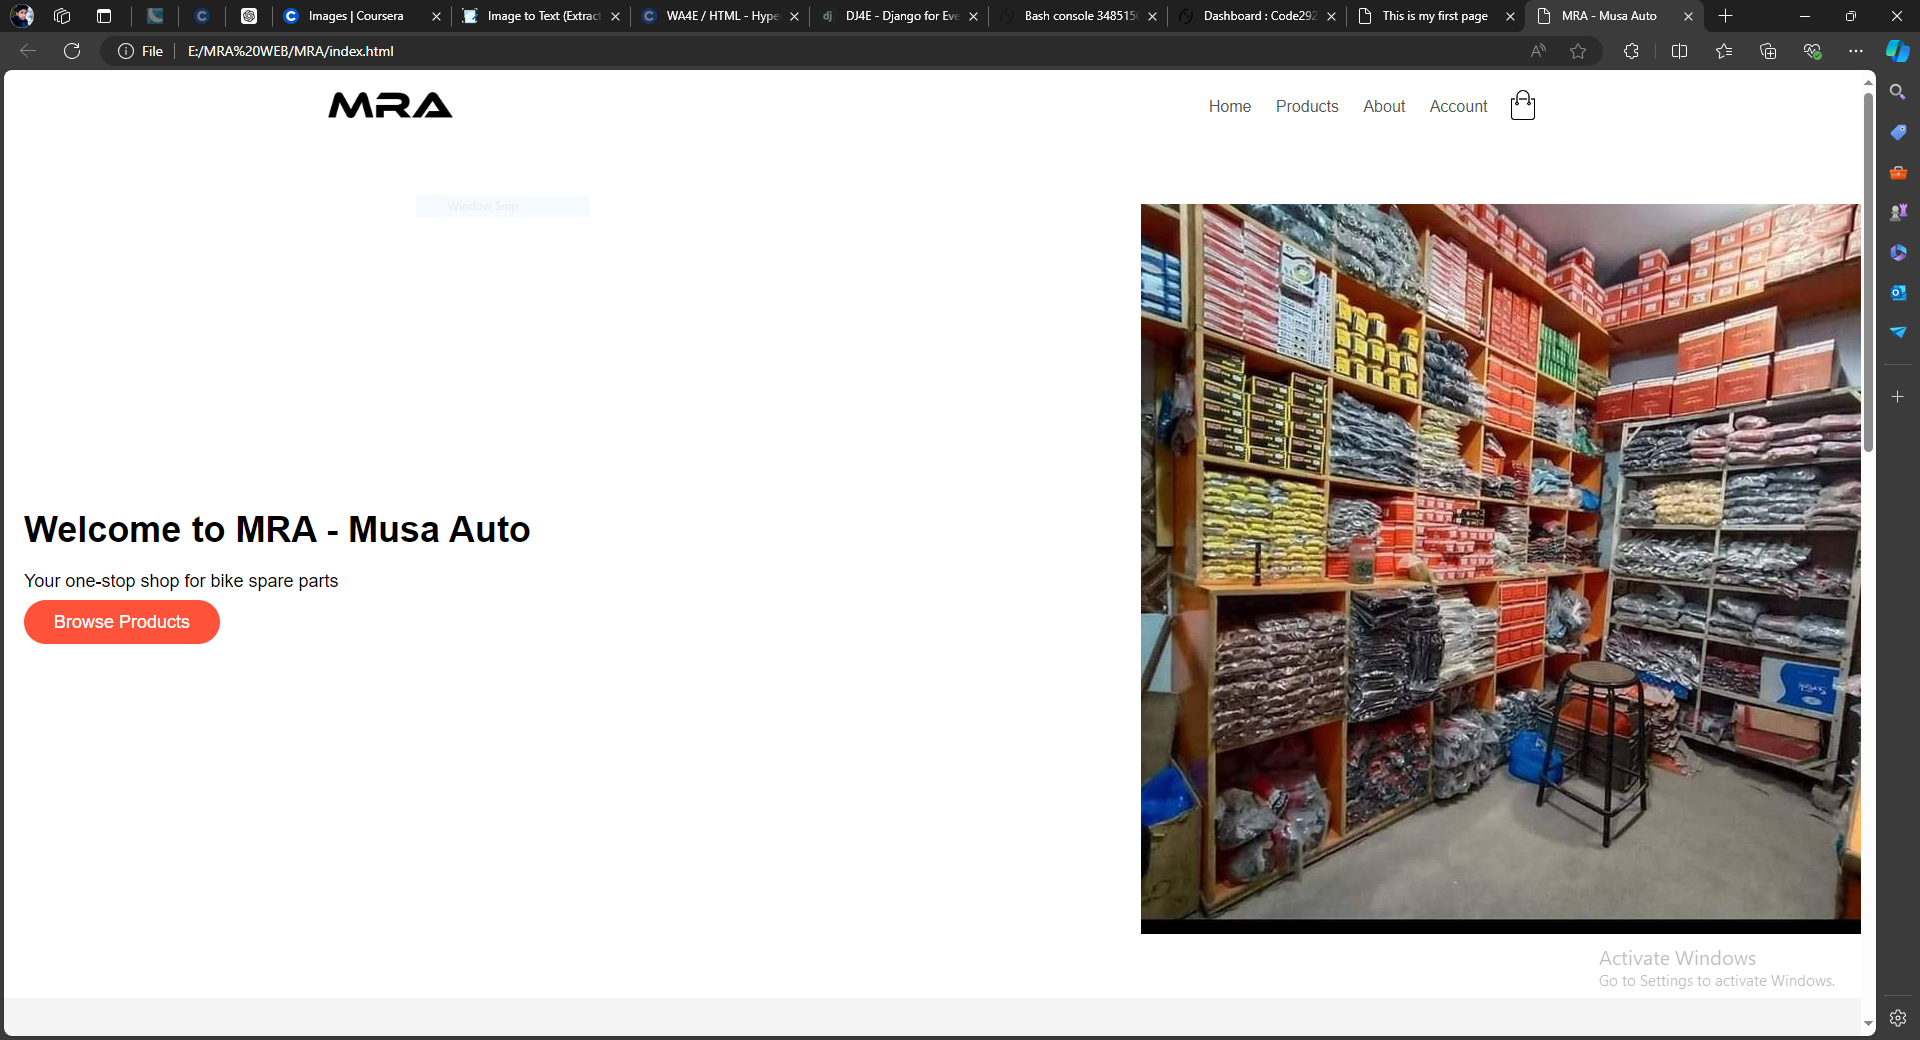 Images | Coursera
Image to Text (Extract
WA4E / HTML - Hype
DJ4E - Django for Eve
Bash console 3485150
Dashboard : Code292
This is my first page
MRA - Musa Auto
File
E:/MRA%20WEB/MRA/index.html
MRA
Home
Products
About
Account
Window Snip
Welcome to MRA - Musa Auto
Your one-stop shop for bike spare parts
Browse Products
Activate Windows
Go to Settings to activate Windows.